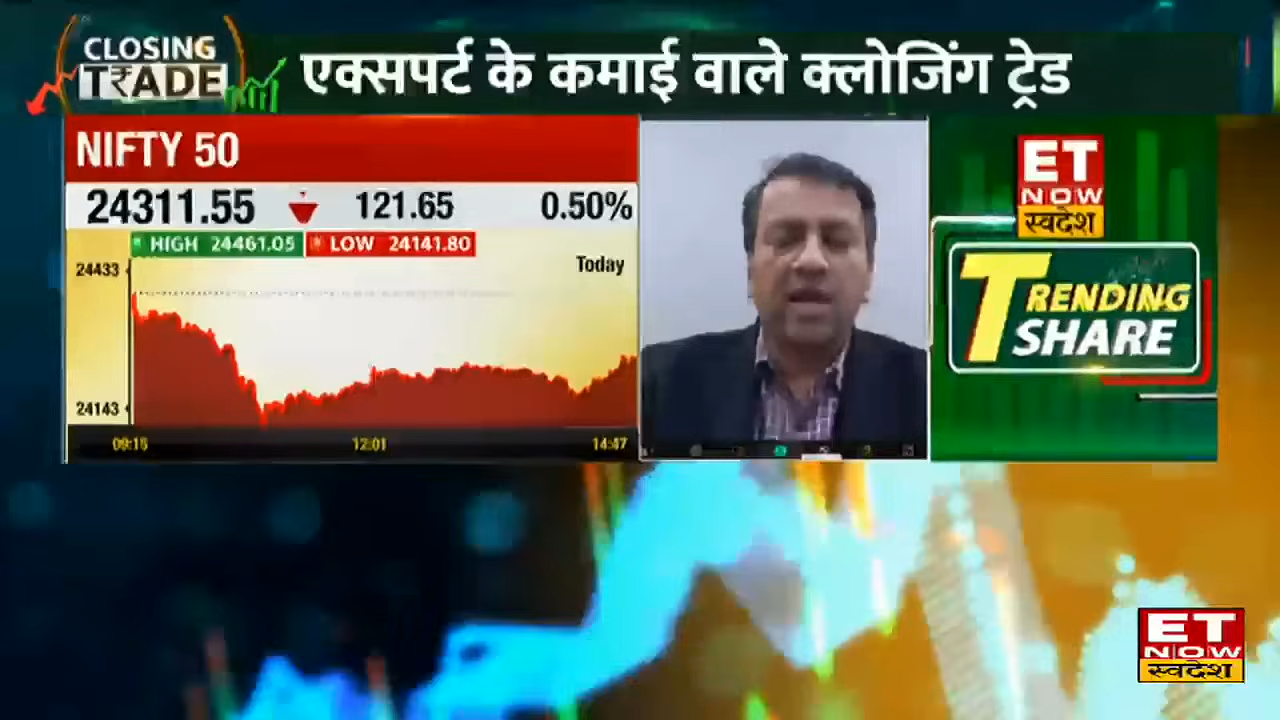 CLOSING
TRADE
एक्सपर्ट के कमाई वाले क्लोजिंग ट्रेड
NIFTY 50
24311.55 121.65 0.50%
HIGH 24461.05 LOW 24141.80
Today
24433
24143
09:15 12:01 14:47
ET
NOW
स्वदेश
TRENDING
SHARE
ET
NOW
स्वदेश